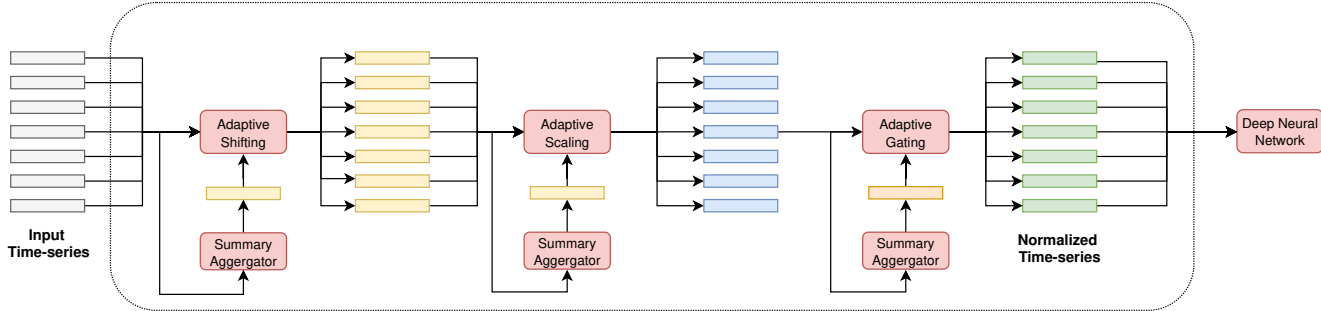 Input
Time-series
Adaptive
Shifting
Summary
Aggergator
Adaptive
Scaling
Summary
Aggergator
Adaptive
Gating
Summary
Aggergator
Normalized
Time-series
Deep Neural
Network